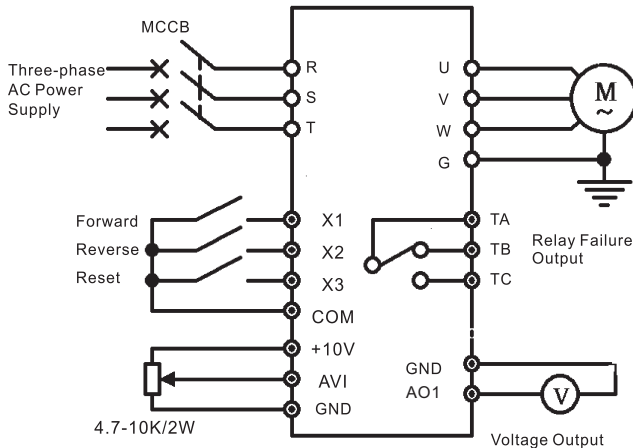 MCCB
Three-phase
AC Power
Supply
R
S
T
U
V
W
G
M
~
Forward
Reverse
Reset
X1
X2
X3
COM
TA
TB
TC
Relay Failure
Output
+10V
AVI
GND
4.7-10K/2W
GND
AO1
V
Voltage Output